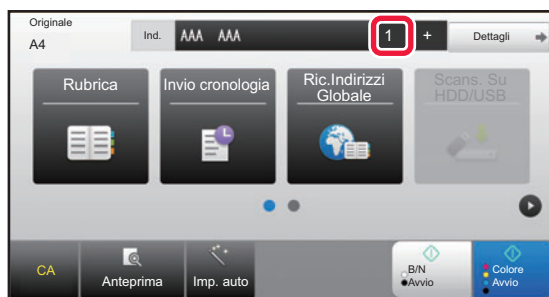 Originale
A4
Ind.
AAA AAA
1
+
Dettagli
Rubrica
Invio cronologia
Ric.Indirizzi
Globale
Scans. Su
HDD/USB
CA
Anteprima
Imp. auto
B/N
Avvio
Colore
Avvio